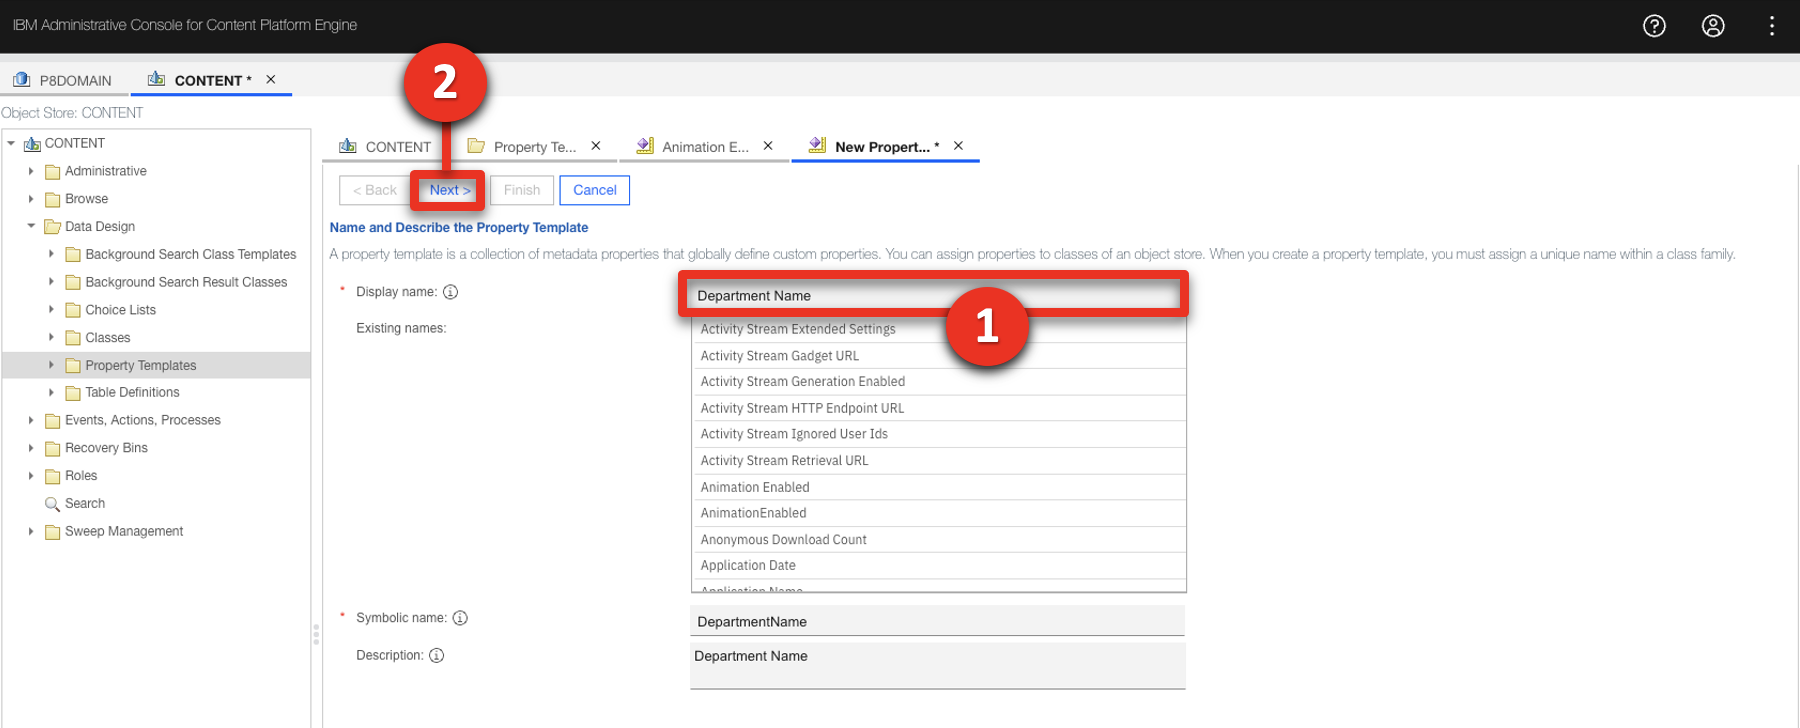 IBM Administrative Console for Content Platform Engine
P8DOMAIN
CONTENT *
2
Object Store: CONTENT
CONTENT
Administrative
Browse
Data Design
Background Search Class Templates
Background Search Result Classes
Choice Lists
Classes
Property Templates
Table Definitions
Events, Actions, Processes
Recovery Bins
Roles
Search
Sweep Management
CONTENT
Property Te...
Animation E...
New Propert... *
< Back
Next >
Finish
Cancel
Name and Describe the Property Template
A property template is a collection of metadata properties that globally define custom properties. You can assign properties to classes of an object store. When you create a property template, you must assign a unique name within a class family.
* Display name:
Department Name
1
Existing names:
Activity Stream Extended Settings
Activity Stream Gadget URL
Activity Stream Generation Enabled
Activity Stream HTTP Endpoint URL
Activity Stream Ignored User Ids
Activity Stream Retrieval URL
Animation Enabled
AnimationEnabled
Anonymous Download Count
Application Date
Application Name
* Symbolic name:
DepartmentName
Description:
Department Name